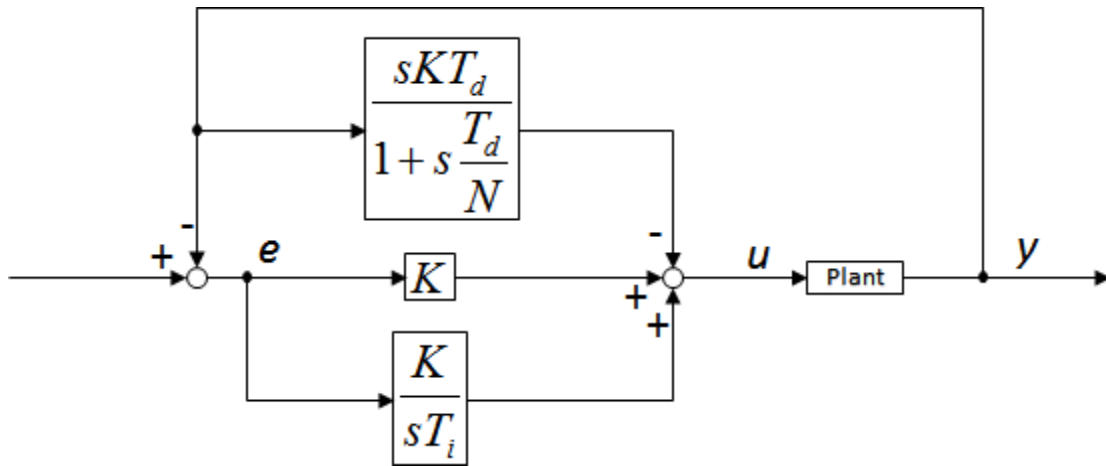 sKT_d
1 + s T_d
N
-
+
e
K
-
+
+
u
Plant
y
K
sT_i